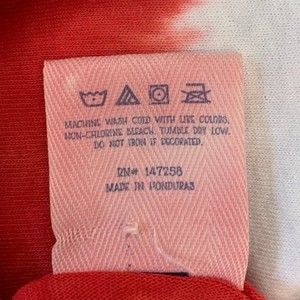 MACHINE WASH COLD WITH LIKE COLORS,
NON-CHLORINE BLEACH, TUMBLE DRY LOW.
DO NOT IRON IF DECORATED.
RN# 147258
MADE IN HONDURAS